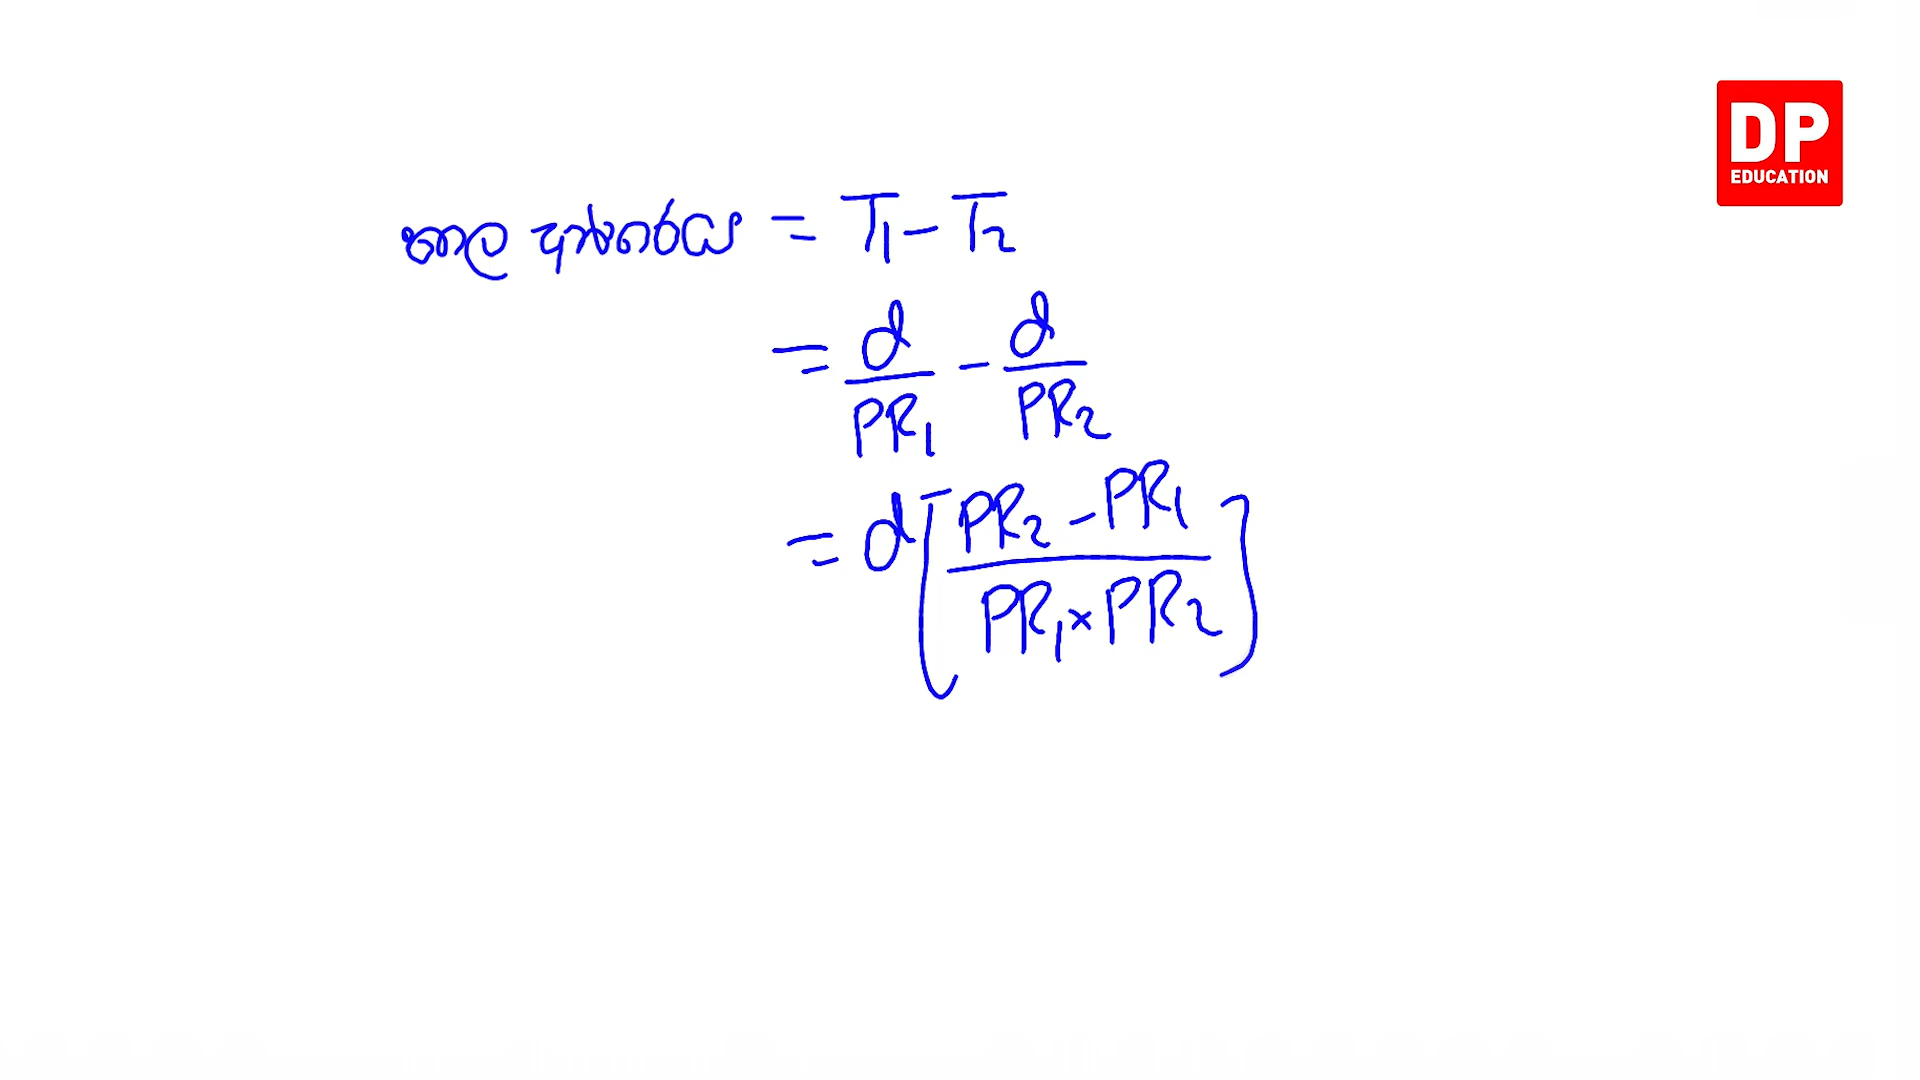 DP
EDUCATION
කාල අන්තරය = T₁ - T₂
= d/PR₁ - d/PR₂
= d[(PR₂ - PR₁)/(PR₁ × PR₂)]